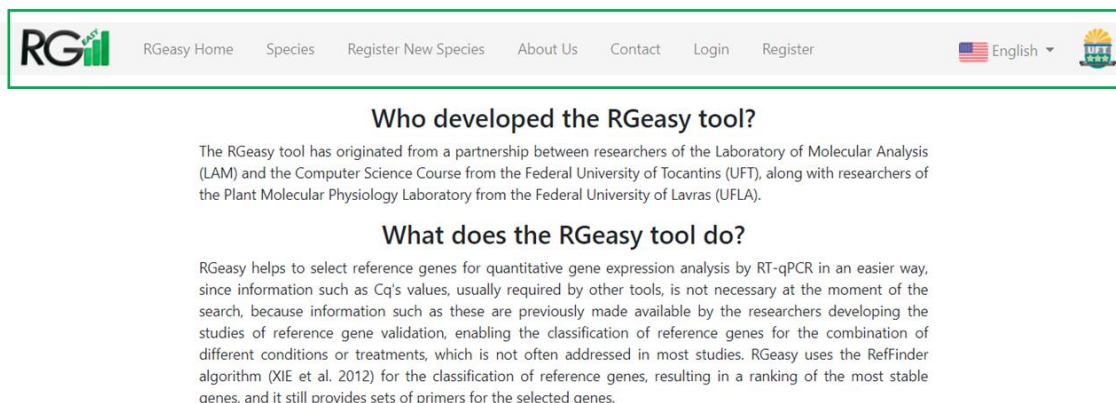 RG EASY RGeasy Home Species Register New Species About Us Contact Login Register English UFT
Who developed the RGeasy tool?
The RGeasy tool has originated from a partnership between researchers of the Laboratory of Molecular Analysis
(LAM) and the Computer Science Course from the Federal University of Tocantins (UFT), along with researchers of
the Plant Molecular Physiology Laboratory from the Federal University of Lavras (UFLA).
What does the RGeasy tool do?
RGeasy helps to select reference genes for quantitative gene expression analysis by RT-qPCR in an easier way,
since information such as Cq's values, usually required by other tools, is not necessary at the moment of the
search, because information such as these are previously made available by the researchers developing the
studies of reference gene validation, enabling the classification of reference genes for the combination of
different conditions or treatments, which is not often addressed in most studies. RGeasy uses the RefFinder
algorithm (XIE et al. 2012) for the classification of reference genes, resulting in a ranking of the most stable
genes, and it still provides sets of primers for the selected genes.